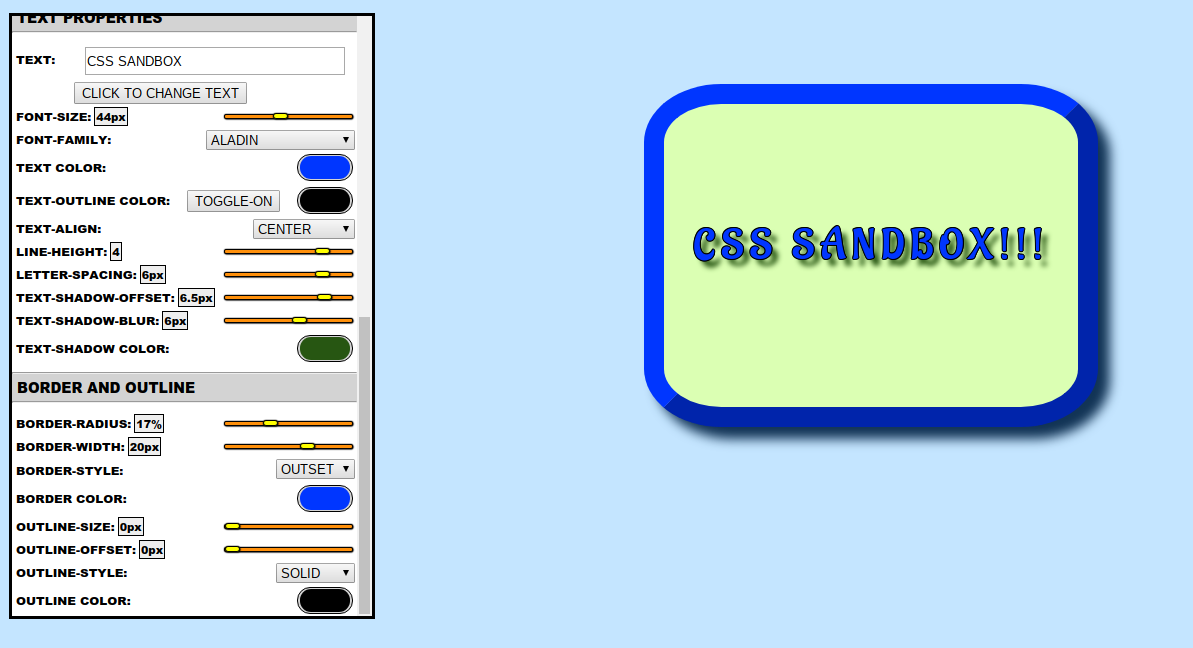 TEXT PROPERTIES
TEXT: CSS SANDBOX
CLICK TO CHANGE TEXT
FONT-SIZE: 44px
FONT-FAMILY: ALADIN
TEXT COLOR:
TEXT-OUTLINE COLOR: TOGGLE-ON
TEXT-ALIGN: CENTER
LINE-HEIGHT: 4
LETTER-SPACING: 6px
TEXT-SHADOW-OFFSET: 6.5px
TEXT-SHADOW-BLUR: 6px
TEXT-SHADOW COLOR:
BORDER AND OUTLINE
BORDER-RADIUS: 17%
BORDER-WIDTH: 20px
BORDER-STYLE: OUTSET
BORDER COLOR:
OUTLINE-SIZE: 0px
OUTLINE-OFFSET: 0px
OUTLINE-STYLE: SOLID
OUTLINE COLOR:
CSS SANDBOX!!!